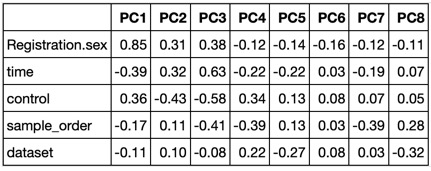 PC1 PC2 PC3 PC4 PC5 PC6 PC7 PC8
Registration.sex 0.85 0.31 0.38 -0.12 -0.14 -0.16 -0.12 -0.11
time -0.39 0.32 0.63 -0.22 -0.22 0.03 -0.19 0.07
control 0.36 -0.43 -0.58 0.34 0.13 0.08 0.07 0.05
sample_order -0.17 0.11 -0.41 -0.39 0.13 0.03 -0.39 0.28
dataset -0.11 0.10 -0.08 0.22 -0.27 0.08 0.03 -0.32